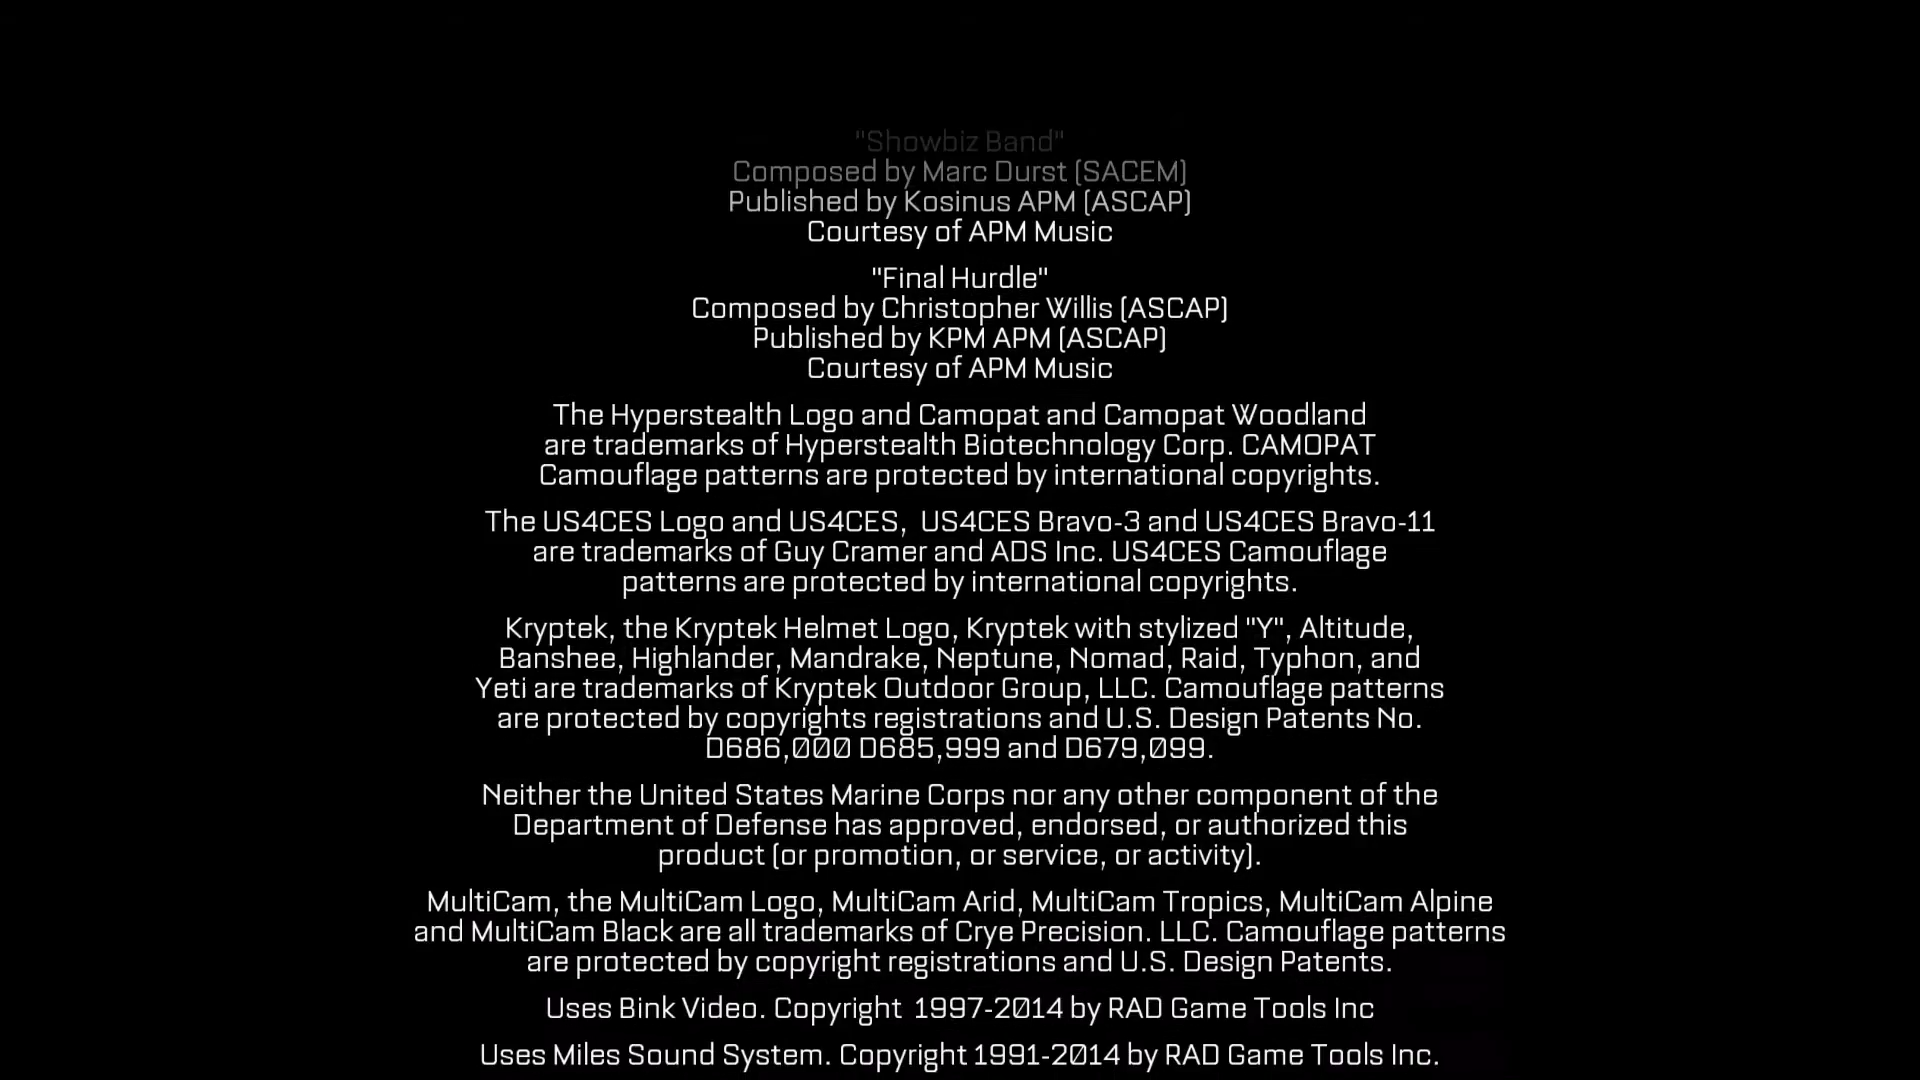 "Showbiz Band"
Composed by Marc Durst (SACEM)
Published by Kosinus APM (ASCAP)
Courtesy of APM Music
"Final Hurdle"
Composed by Christopher Willis (ASCAP)
Published by KPM APM (ASCAP)
Courtesy of APM Music
The Hyperstealth Logo and Camopat and Camopat Woodland
are trademarks of Hyperstealth Biotechnology Corp. CAMOPAT
Camouflage patterns are protected by international copyrights.
The US4CES Logo and US4CES,  US4CES Bravo-3 and US4CES Bravo-11
are trademarks of Guy Cramer and ADS Inc. US4CES Camouflage
patterns are protected by international copyrights.
Kryptek, the Kryptek Helmet Logo, Kryptek with stylized "Y", Altitude,
Banshee, Highlander, Mandrake, Neptune, Nomad, Raid, Typhon, and
Yeti are trademarks of Kryptek Outdoor Group, LLC. Camouflage patterns
are protected by copyrights registrations and U.S. Design Patents No.
D686,000 D685,999 and D679,099.
Neither the United States Marine Corps nor any other component of the
Department of Defense has approved, endorsed, or authorized this
product (or promotion, or service, or activity).
MultiCam, the MultiCam Logo, MultiCam Arid, MultiCam Tropics, MultiCam Alpine
and MultiCam Black are all trademarks of Crye Precision. LLC. Camouflage patterns
are protected by copyright registrations and U.S. Design Patents.
Uses Bink Video. Copyright  1997-2014 by RAD Game Tools Inc
Uses Miles Sound System. Copyright 1991-2014 by RAD Game Tools Inc.